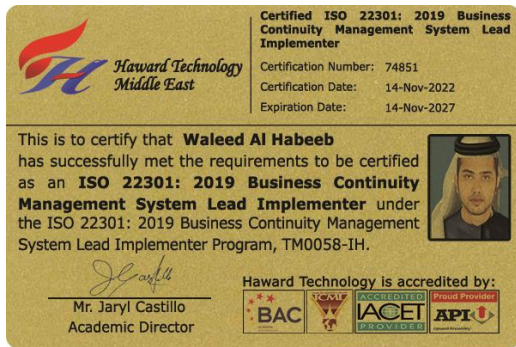 Haward Technology
Middle East
Certified ISO 22301: 2019 Business
Continuity Management System Lead
Implementer
Certification Number: 74851
Certification Date: 14-Nov-2022
Expiration Date: 14-Nov-2027
This is to certify that Waleed Al Habeeb
has successfully met the requirements to be certified
as an ISO 22301: 2019 Business Continuity
Management System Lead Implementer under
the ISO 22301: 2019 Business Continuity Management
System Lead Implementer Program, TM0058-IH.
Mr. Jaryl Castillo
Academic Director
Haward Technology is accredited by:
BAC
TCMI
ACCREDITED
IACET
PROVIDER
Proud Provider
API